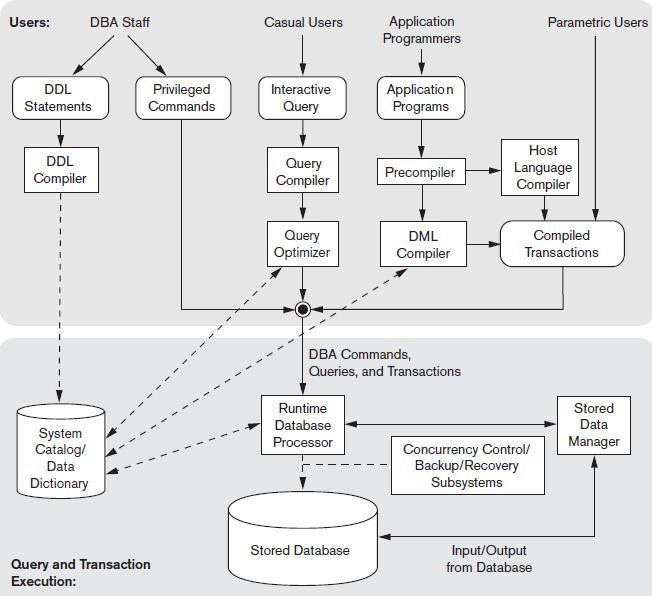 Users:
DBA Staff
Casual Users
Application
Programmers
Parametric Users
DDL
Statements
Privileged
Commands
Interactive
Query
Application
Programs
DDL
Compiler
Query
Compiler
Precompiler
Host
Language
Compiler
Query
Optimizer
DML
Compiler
Compiled
Transactions
DBA Commands,
Queries, and Transactions
System
Catalog/
Data
Dictionary
Runtime
Database
Processor
Stored
Data
Manager
Concurrency Control/
Backup/Recovery
Subsystems
Stored Database
Input/Output
from Database
Query and Transaction
Execution: